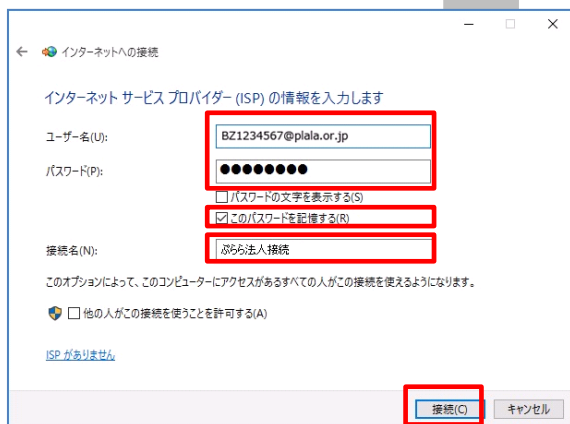 インターネットへの接続
インターネット サービス プロバイダー (ISP) の情報を入力します
ユーザー名(U): BZ1234567@plala.or.jp
パスワード(P): ●●●●●●●●
パスワードの文字を表示する(S)
このパスワードを記憶する(R)
接続名(N): ぷらら法人接続
このオプションによって、このコンピューターにアクセスがあるすべての人がこの接続を使えるようになります。
他の人がこの接続を使うことを許可する(A)
ISP がありません
接続(C) キャンセル